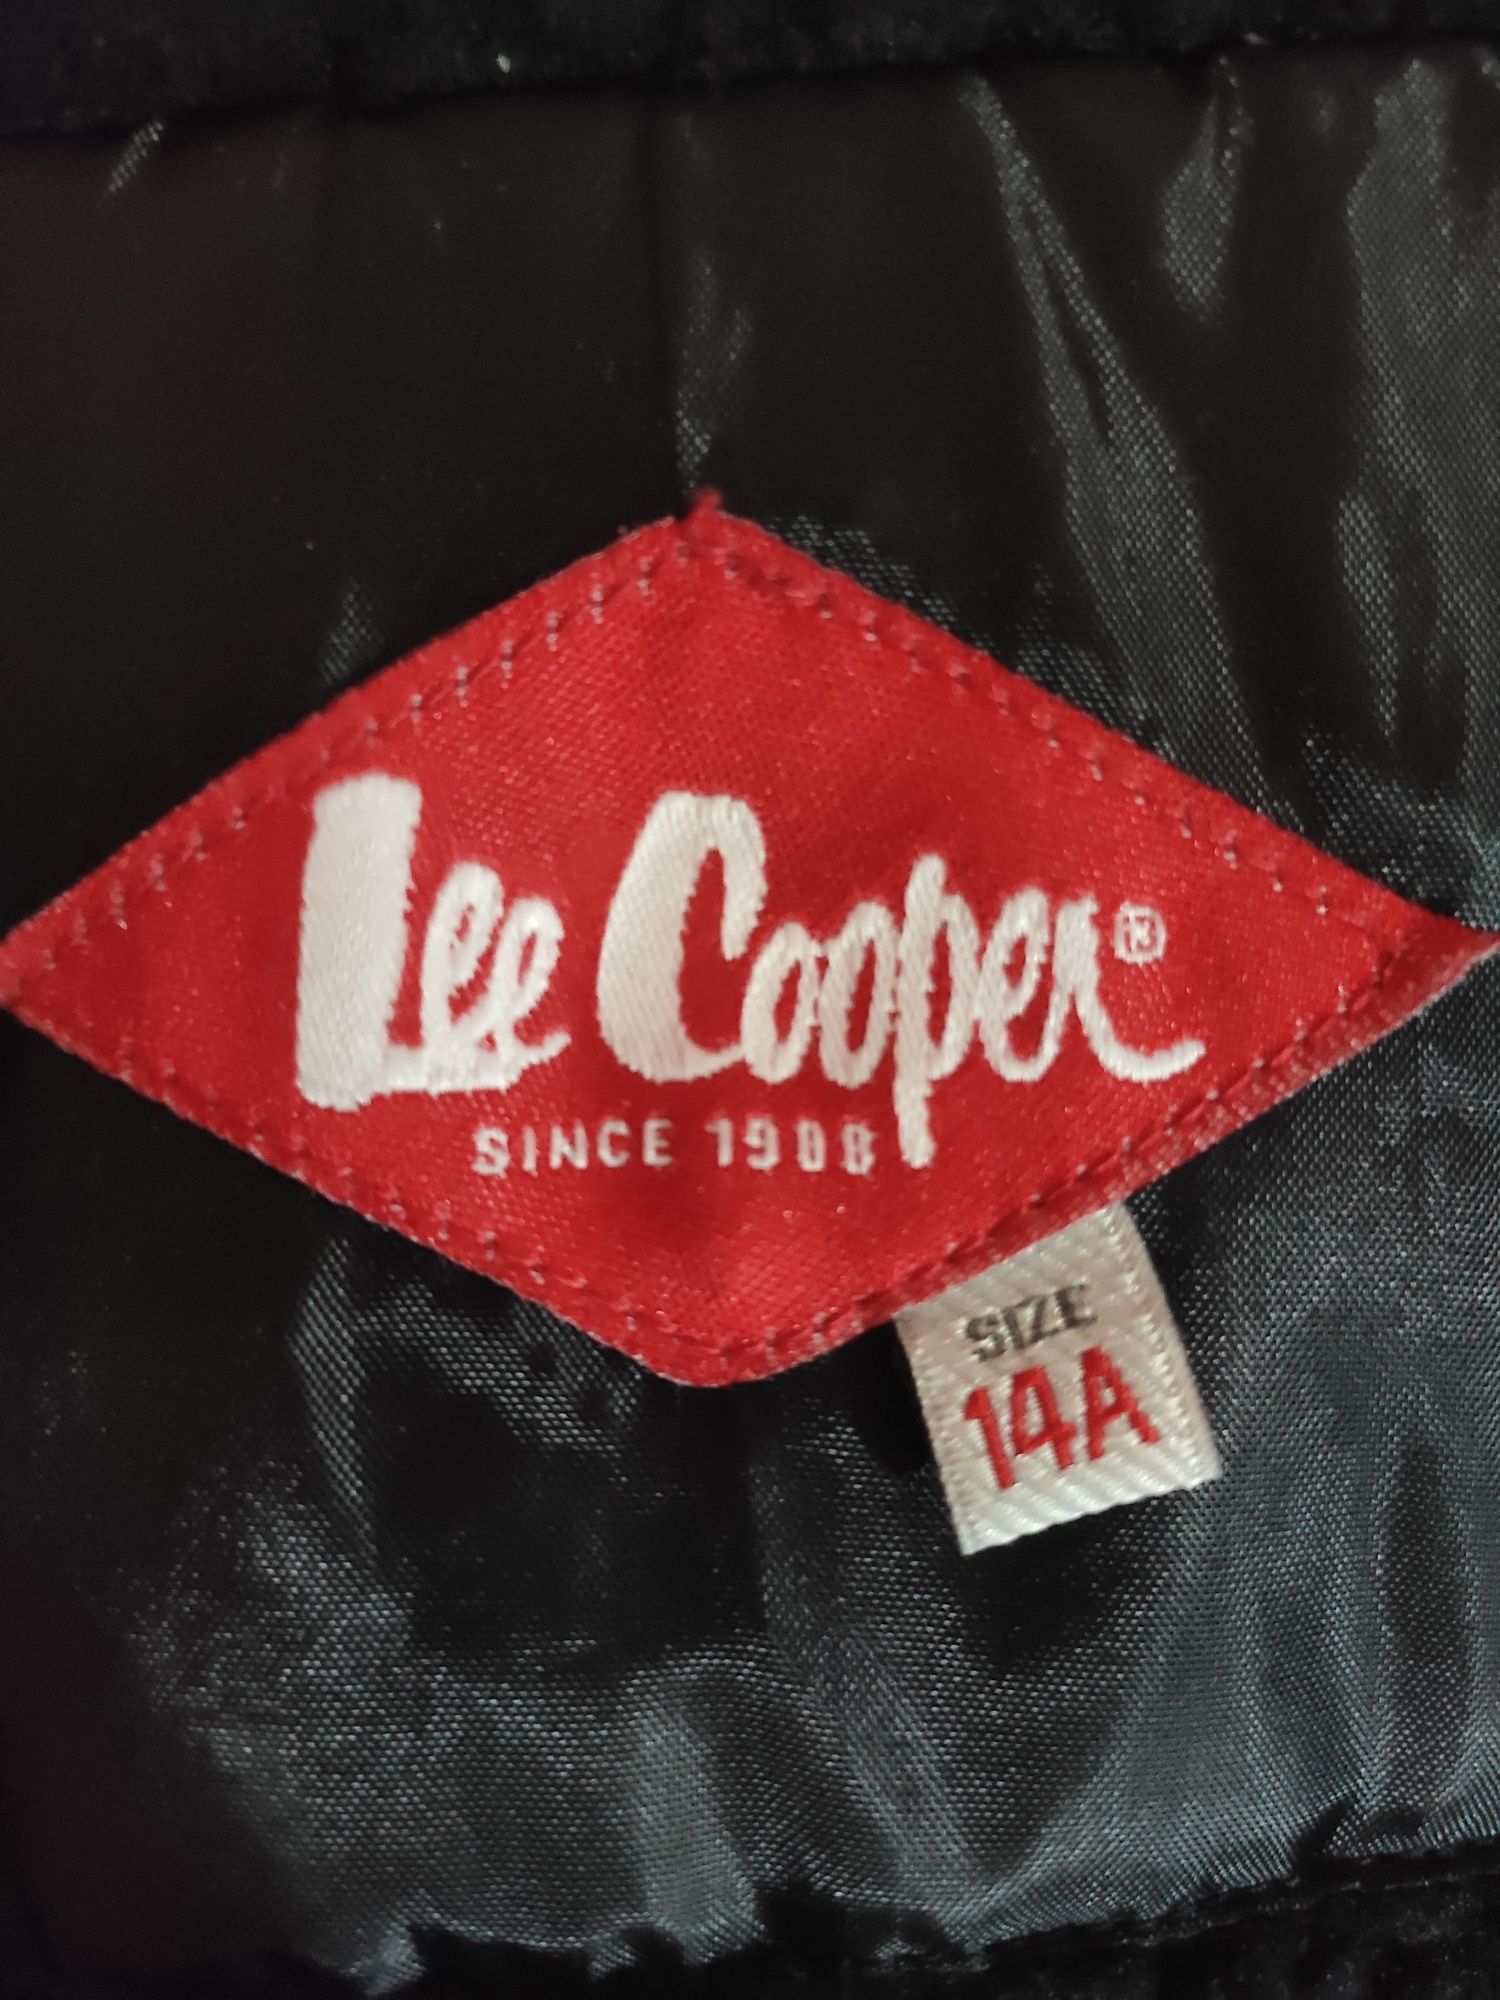 Lee Cooper®
SINCE 1908
SIZE
14A